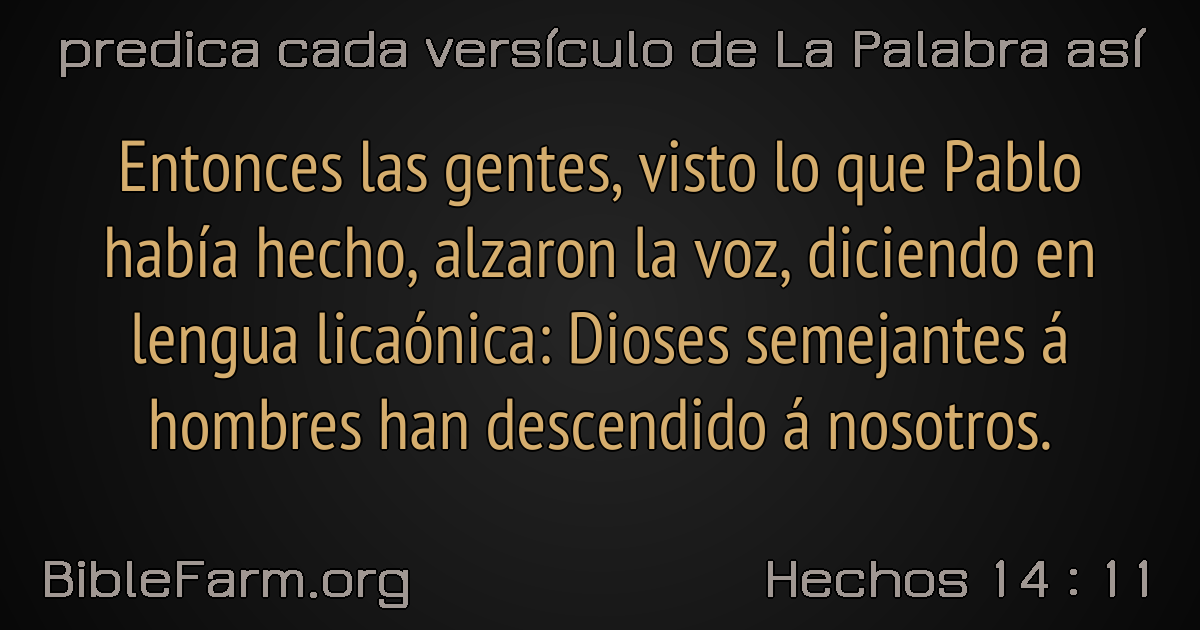 predica cada versículo de La Palabra así
Entonces las gentes, visto lo que Pablo
había hecho, alzaron la voz, diciendo en
lengua licaónica: Dioses semejantes á
hombres han descendido á nosotros.
BibleFarm.org
Hechos 14 : 11